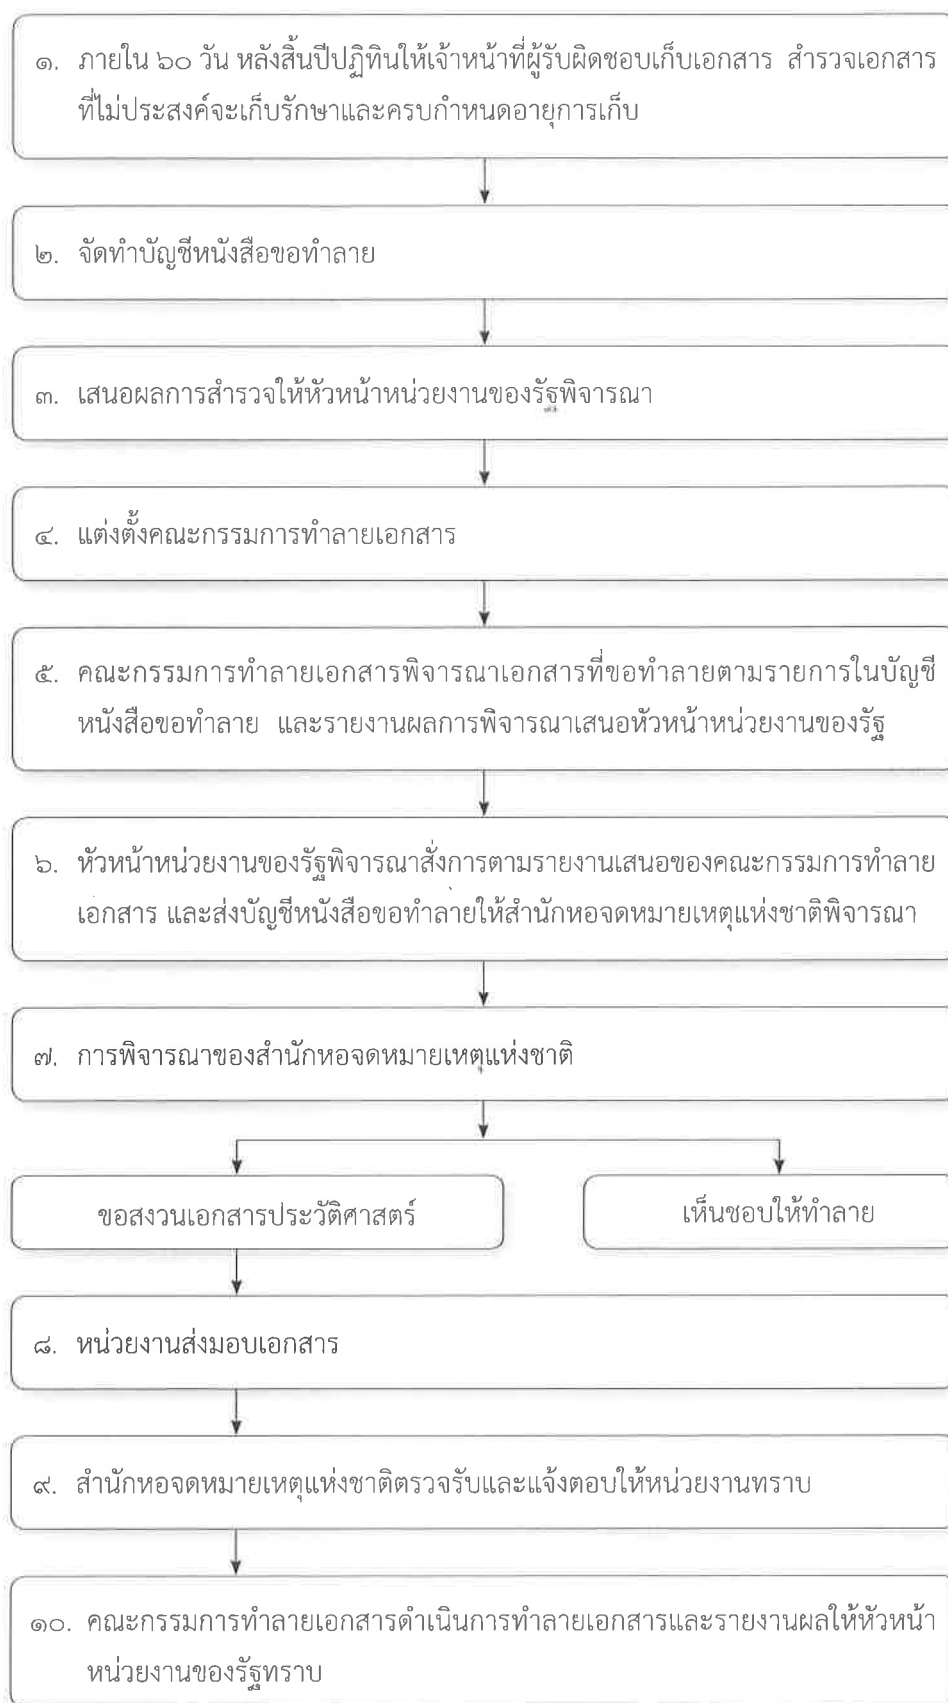 ๑. ภายใน ๖๐ วัน หลังสิ้นปีปฏิทินให้เจ้าหน้าที่ผู้รับผิดชอบเก็บเอกสาร สำรวจเอกสาร
ที่ไม่ประสงค์จะเก็บรักษาและครบกำหนดอายุการเก็บ
๒. จัดทำบัญชีหนังสือขอทำลาย
๓. เสนอผลการสำรวจให้หัวหน้าหน่วยงานของรัฐพิจารณา
๔. แต่งตั้งคณะกรรมการทำลายเอกสาร
๕. คณะกรรมการทำลายเอกสารพิจารณาเอกสารที่ขอทำลายตามรายการในบัญชี
หนังสือขอทำลาย และรายงานผลการพิจารณาเสนอหัวหน้าหน่วยงานของรัฐ
๖. หัวหน้าหน่วยงานของรัฐพิจารณาสั่งการตามรายงานเสนอของคณะกรรมการทำลาย
เอกสาร และส่งบัญชีหนังสือขอทำลายให้สำนักหอจดหมายเหตุแห่งชาติพิจารณา
๗. การพิจารณาของสำนักหอจดหมายเหตุแห่งชาติ
ขอสงวนเอกสารประวัติศาสตร์
เห็นชอบให้ทำลาย
๘. หน่วยงานส่งมอบเอกสาร
๙. สำนักหอจดหมายเหตุแห่งชาติตรวจรับและแจ้งตอบให้หน่วยงานทราบ
๑๐. คณะกรรมการทำลายเอกสารดำเนินการทำลายเอกสารและรายงานผลให้หัวหน้า
หน่วยงานของรัฐทราบ